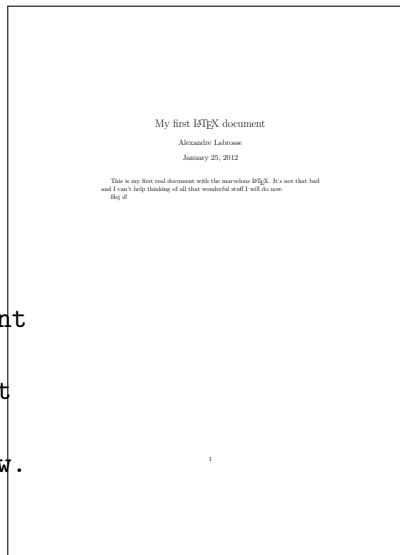 My first LATEX document
Alexandre Labrosse
January 25, 2012
This is my first real document with the marvelous LATEX. It's not that bad
and I can't help thinking of all that wonderful stuff I will do now.
Hej d!
nt
t
w.
1